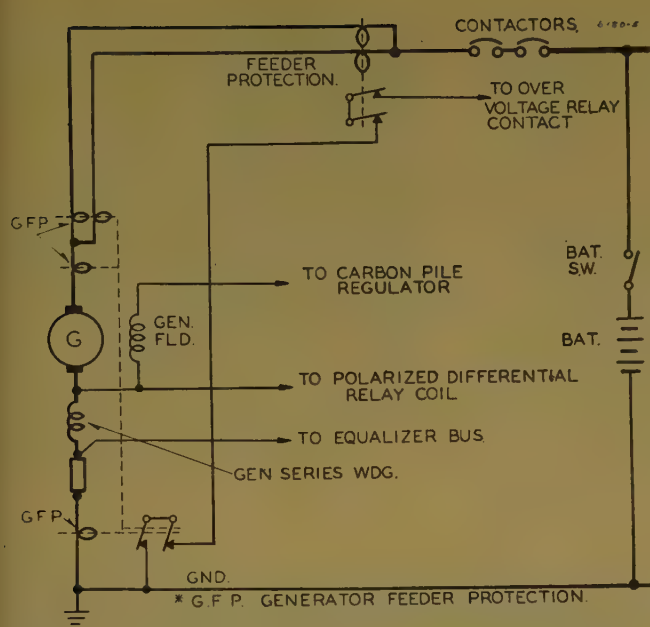 CONTACTORS.
FEEDER
PROTECTION.
TO OVER
VOLTAGE RELAY
CONTACT
GFP
BAT.
S.W.
TO CARBON PILE
REGULATOR
GEN.
FLD.
G
BAT.
TO POLARIZED DIFFERENTIAL
RELAY COIL
TO EQUALIZER BUS
GEN SERIES WDG.
GFP
GND.
* G.F.P. GENERATOR FEEDER PROTECTION.